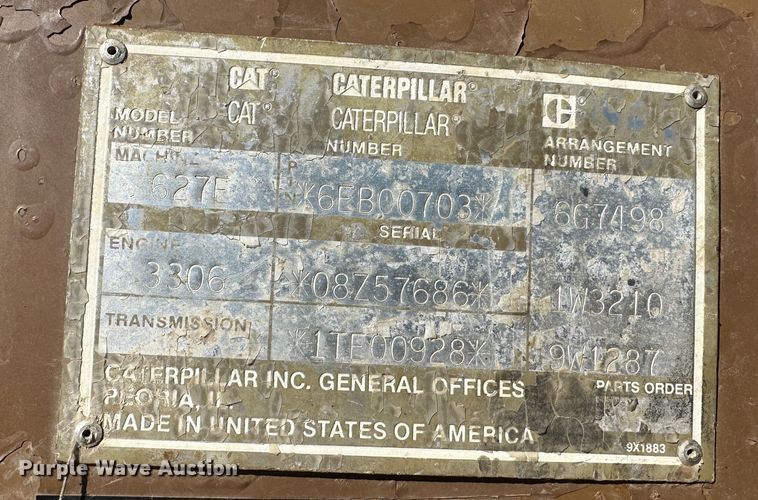 CAT® CATERPILLAR®
CAT® CATERPILLAR®
MODEL NUMBER NUMBER ARRANGEMENT NUMBER
MACHINE PIN
627E *6EB00703* 6G7498
SERIAL
ENGINE
3306 *08Z57686* 1W3210
TRANSMISSION
*1TE00928* 9W1287
CATERPILLAR INC. GENERAL OFFICES PARTS ORDER
PEORIA, IL
MADE IN UNITED STATES OF AMERICA 9X1883
Purple Wave Auction